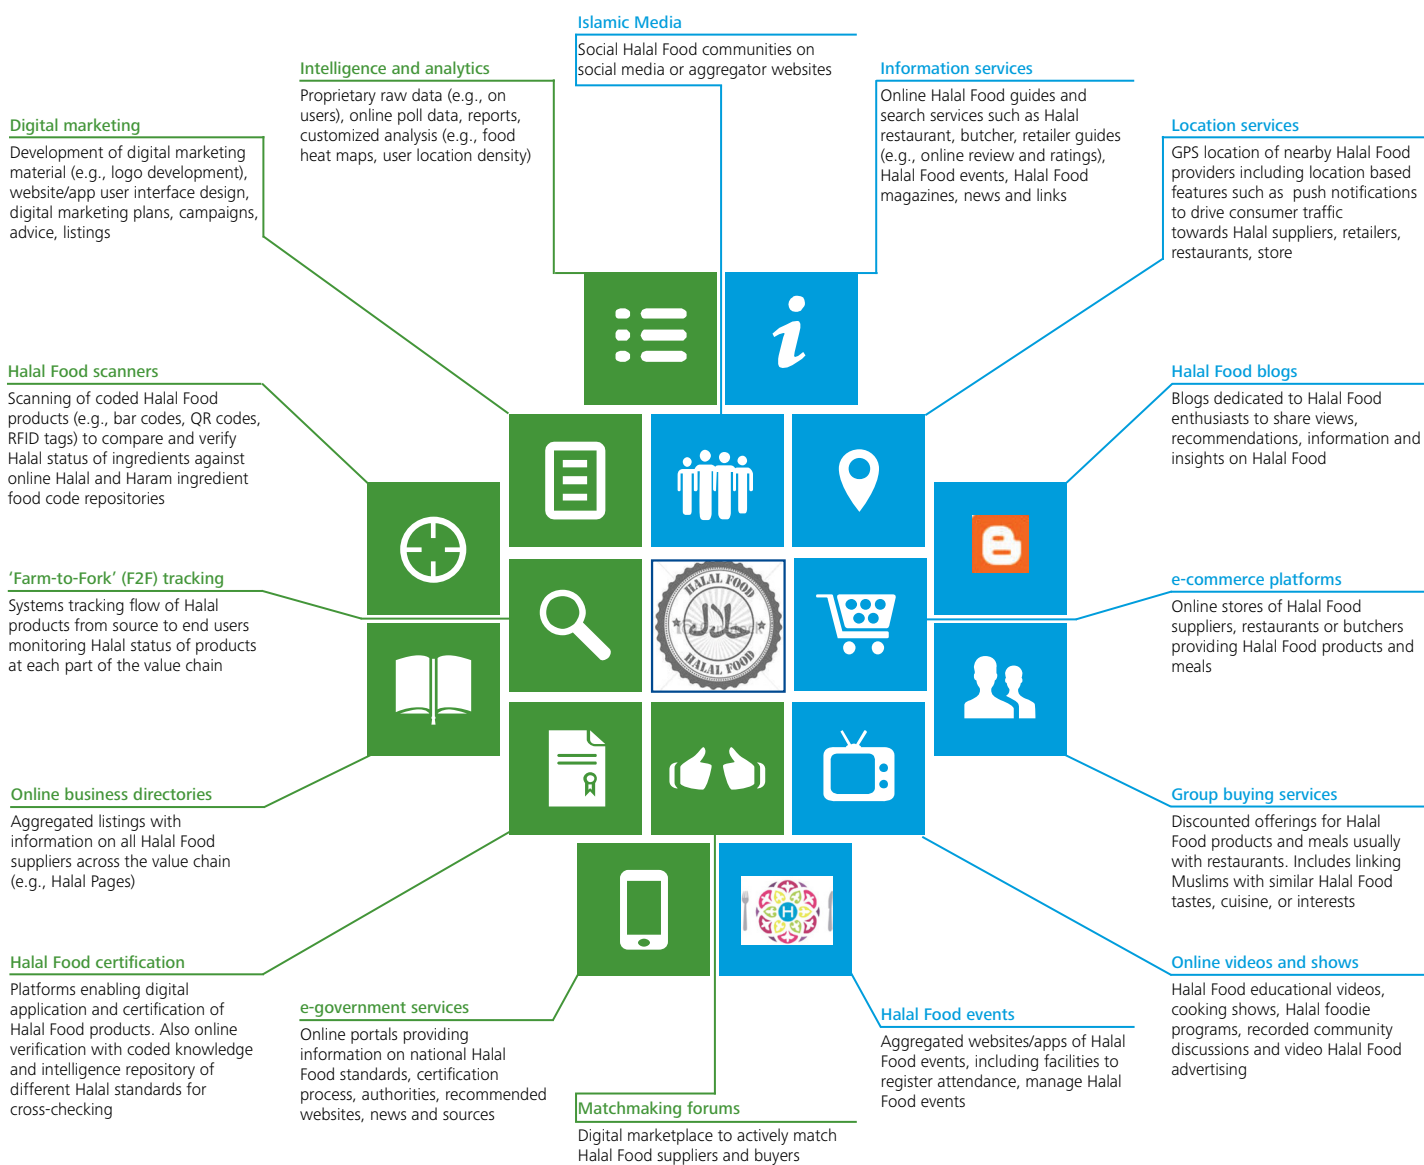 Islamic Media
Social Halal Food communities on
social media or aggregator websites
Intelligence and analytics
Proprietary raw data (e.g., on
users), online poll data, reports,
customized analysis (e.g., food
heat maps, user location density)
Information services
Online Halal Food guides and
search services such as Halal
restaurant, butcher, retailer guides
(e.g., online review and ratings),
Halal Food events, Halal Food
magazines, news and links
Digital marketing
Development of digital marketing
material (e.g., logo development),
website/app user interface design,
digital marketing plans, campaigns,
advice, listings
Location services
GPS location of nearby Halal Food
providers including location based
features such as push notifications
to drive consumer traffic
towards Halal suppliers, retailers,
restaurants, store
Halal Food scanners
Scanning of coded Halal Food
products (e.g., bar codes, QR codes,
RFID tags) to compare and verify
Halal status of ingredients against
online Halal and Haram ingredient
food code repositories
Halal Food blogs
Blogs dedicated to Halal Food
enthusiasts to share views,
recommendations, information and
insights on Halal Food
'Farm-to-Fork' (F2F) tracking
Systems tracking flow of Halal
products from source to end users
monitoring Halal status of products
at each part of the value chain
HALAL FOOD
حلال
HALAL FOOD
e-commerce platforms
Online stores of Halal Food
suppliers, restaurants or butchers
providing Halal Food products and
meals
Online business directories
Aggregated listings with
information on all Halal Food
suppliers across the value chain
(e.g., Halal Pages)
Group buying services
Discounted offerings for Halal
Food products and meals usually
with restaurants. Includes linking
Muslims with similar Halal Food
tastes, cuisine, or interests
H
Halal Food certification
Platforms enabling digital
application and certification of
Halal Food products. Also online
verification with coded knowledge
and intelligence repository of
different Halal standards for
cross-checking
e-government services
Online portals providing
information on national Halal
Food standards, certification
process, authorities, recommended
websites, news and sources
Matchmaking forums
Digital marketplace to actively match
Halal Food suppliers and buyers
Halal Food events
Aggregated websites/apps of Halal
Food events, including facilities to
register attendance, manage Halal
Food events
Online videos and shows
Halal Food educational videos,
cooking shows, Halal foodie
programs, recorded community
discussions and video Halal Food
advertising